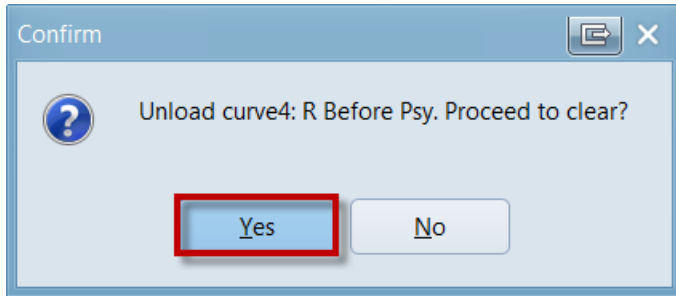 Confirm
Unload curve4: R Before Psy. Proceed to clear?
Yes
No